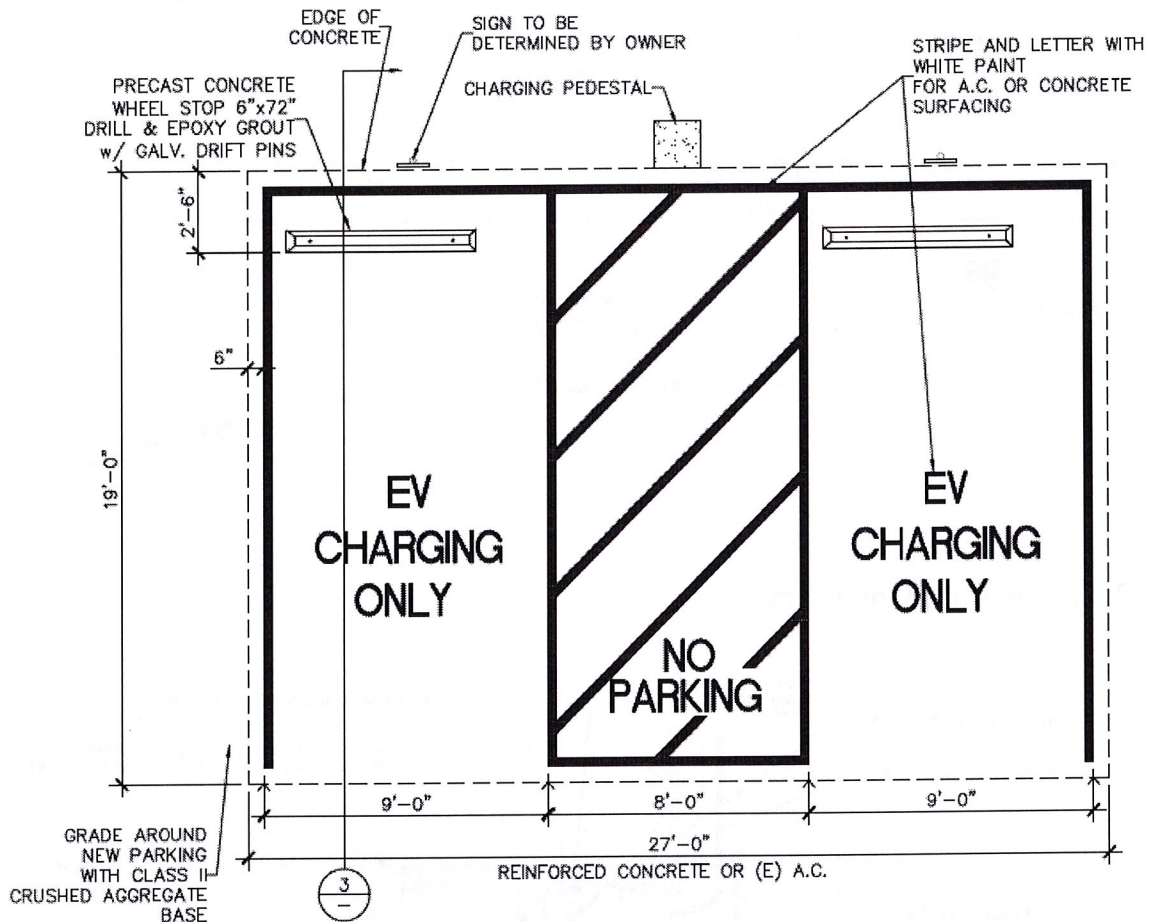 EDGE OF
CONCRETE
SIGN TO BE
DETERMINED BY OWNER
STRIPE AND LETTER WITH
WHITE PAINT
FOR A.C. OR CONCRETE
SURFACING
CHARGING PEDESTAL
PRECAST CONCRETE
WHEEL STOP 6"x72"
DRILL & EPOXY GROUT
w/ GALV. DRIFT PINS
2'-6"
6"
19'-0"
EV
CHARGING
ONLY
NO
PARKING
EV
CHARGING
ONLY
9'-0"
8'-0"
9'-0"
27'-0"
REINFORCED CONCRETE OR (E) A.C.
GRADE AROUND
NEW PARKING
WITH CLASS II
CRUSHED AGGREGATE
BASE
3
—